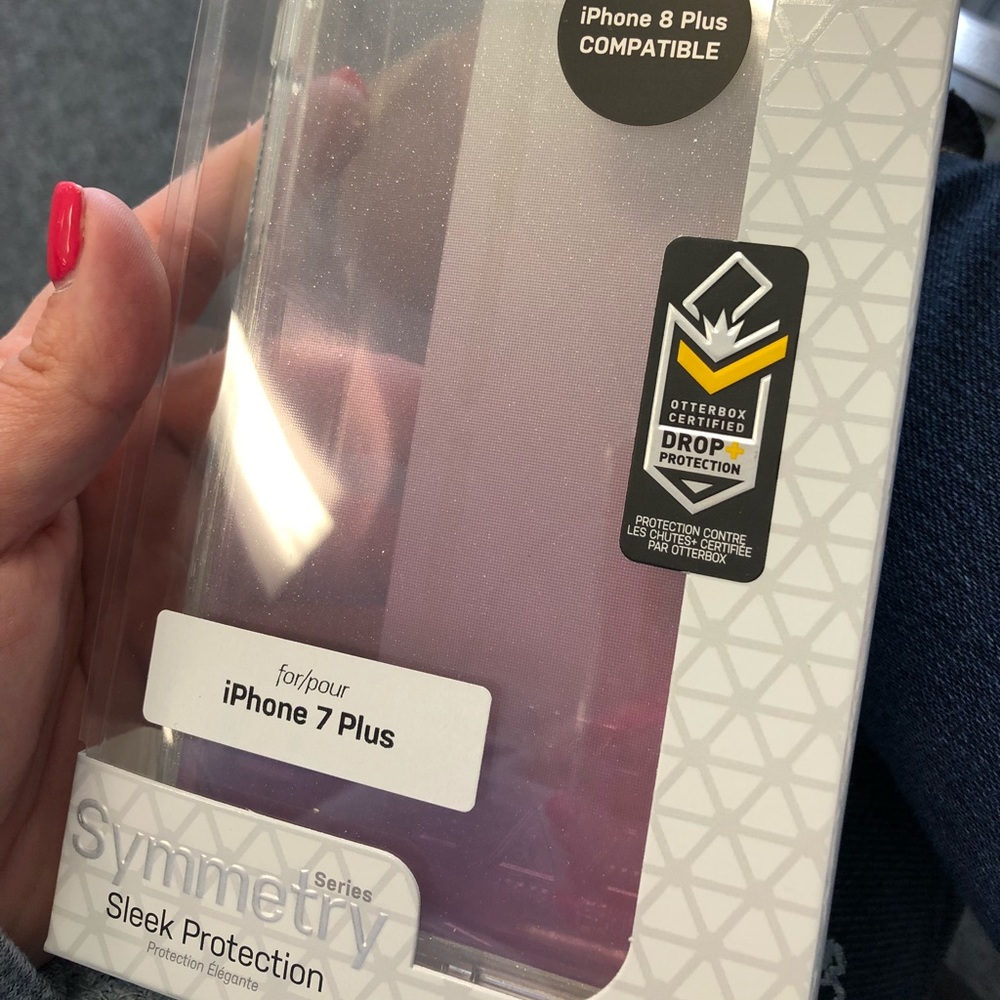 iPhone 8 Plus
COMPATIBLE
OTTERBOX
CERTIFIED
DROP+
PROTECTION
PROTECTION CONTRE
LES CHUTES+ CERTIFIÉE
PAR OTTERBOX
for/pour
iPhone 7 Plus
Symmetry
Series
Sleek Protection
Protection Élégante